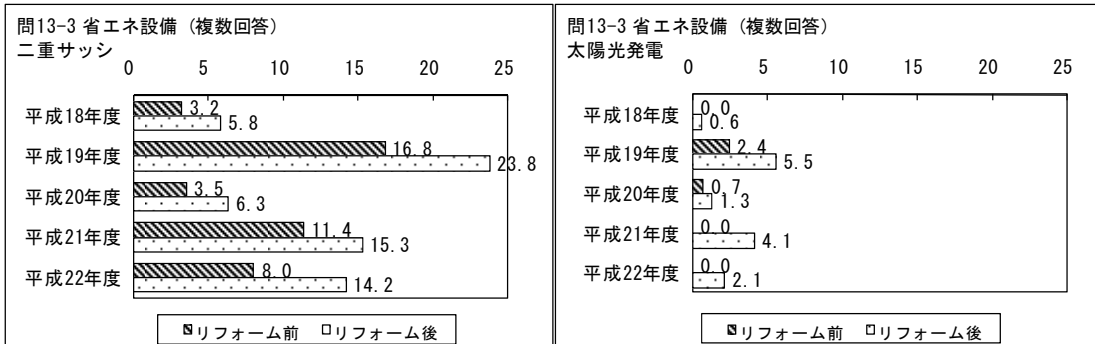 問13-3 省エネ設備（複数回答）
二重サッシ
0 5 10 15 20 25
平成18年度 3.2 5.8
平成19年度 16.8 23.8
平成20年度 3.5 6.3
平成21年度 11.4 15.3
平成22年度 8.0 14.2
リフォーム前 リフォーム後
問13-3 省エネ設備（複数回答）
太陽光発電
0 5 10 15 20 25
平成18年度 0.0 0.6
平成19年度 2.4 5.5
平成20年度 0.7 1.3
平成21年度 0.0 4.1
平成22年度 0.0 2.1
リフォーム前 リフォーム後